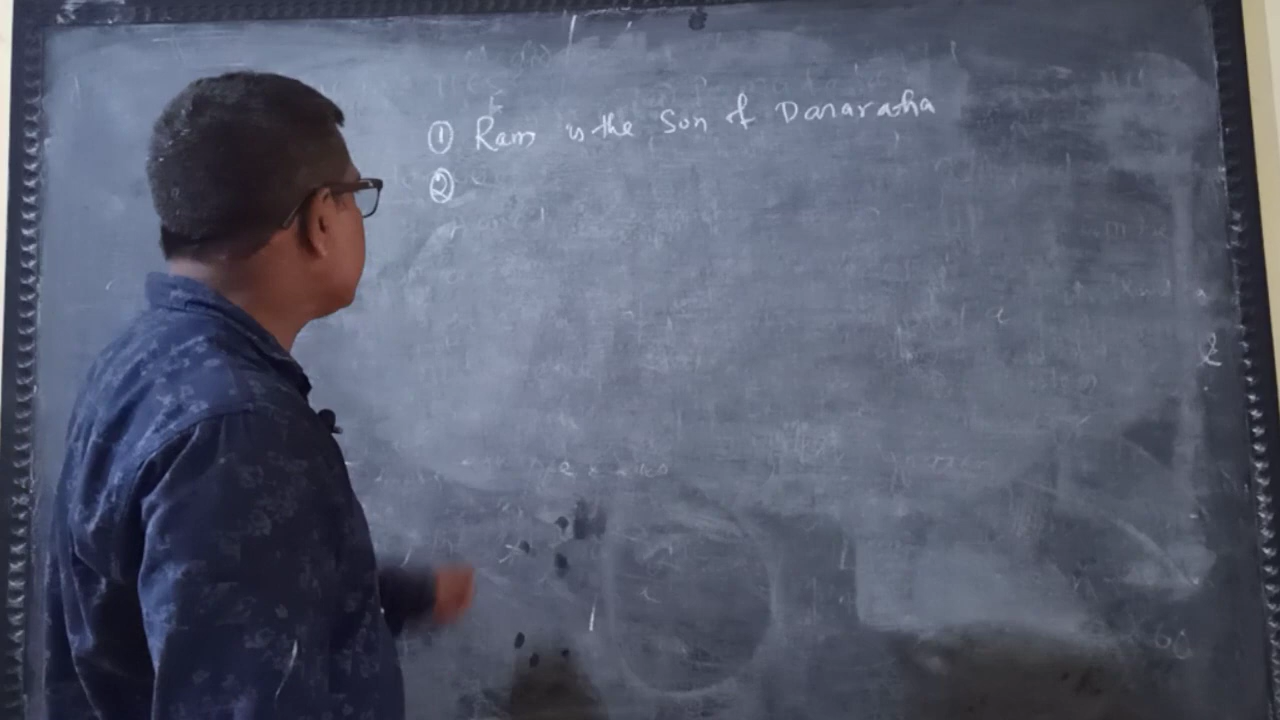 ① Ram is the Son of Dasaratha
②